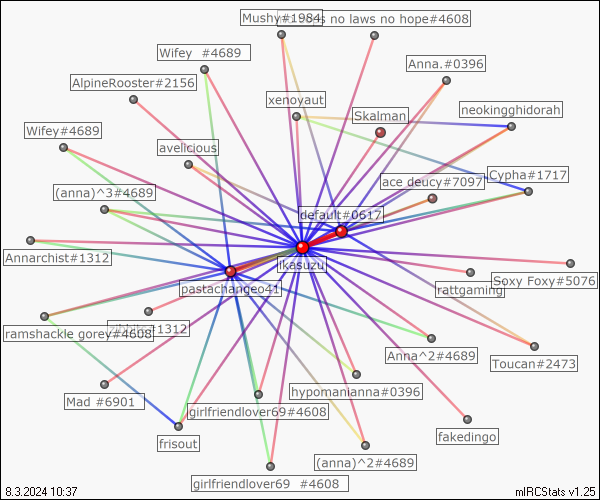 Mushy#1984
s no laws no hope#4608
Wifey  #4689
Anna.#0396
AlpineRooster#2156
xenoyaut
Skalman
neokingghidorah
Wifey#4689
avelicious
(anna)^3#4689
ace deucy#7097
Cypha#1717
default#0617
Annarchist#1312
ikasuzu
Soxy Foxy#5076
pastachangeo41
rattgaming
ramshackle gorey#4608
#1312
Anna^2#4689
Toucan#2473
Mad #6901
hypomanianna#0396
girlfriendlover69#4608
frisout
fakedingo
(anna)^2#4689
girlfriendlover69  #4608
8.3.2024 10:37
mIRCStats v1.25